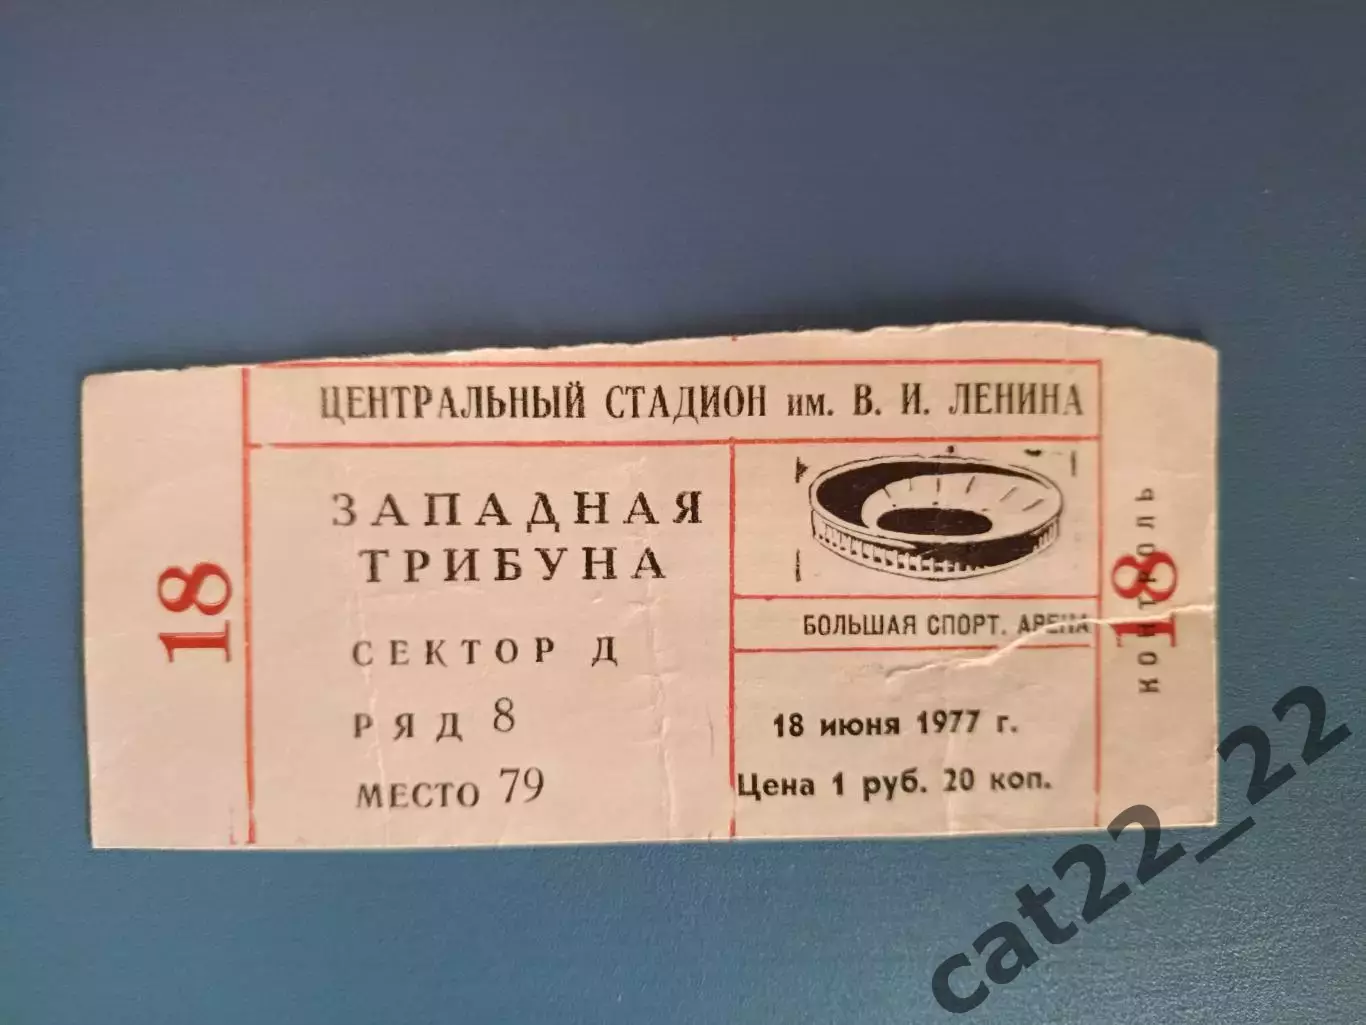 ЦЕНТРАЛЬНЫЙ СТАДИОН им. В. И. ЛЕНИНА
18
ЗАПАДНАЯ
ТРИБУНА
СЕКТОР Д
РЯД 8
МЕСТО 79
БОЛЬШАЯ СПОРТ. АРЕНА
18 июня 1977 г.
Цена 1 руб. 20 коп.
18
КОНТРОЛЬ
cat22_22